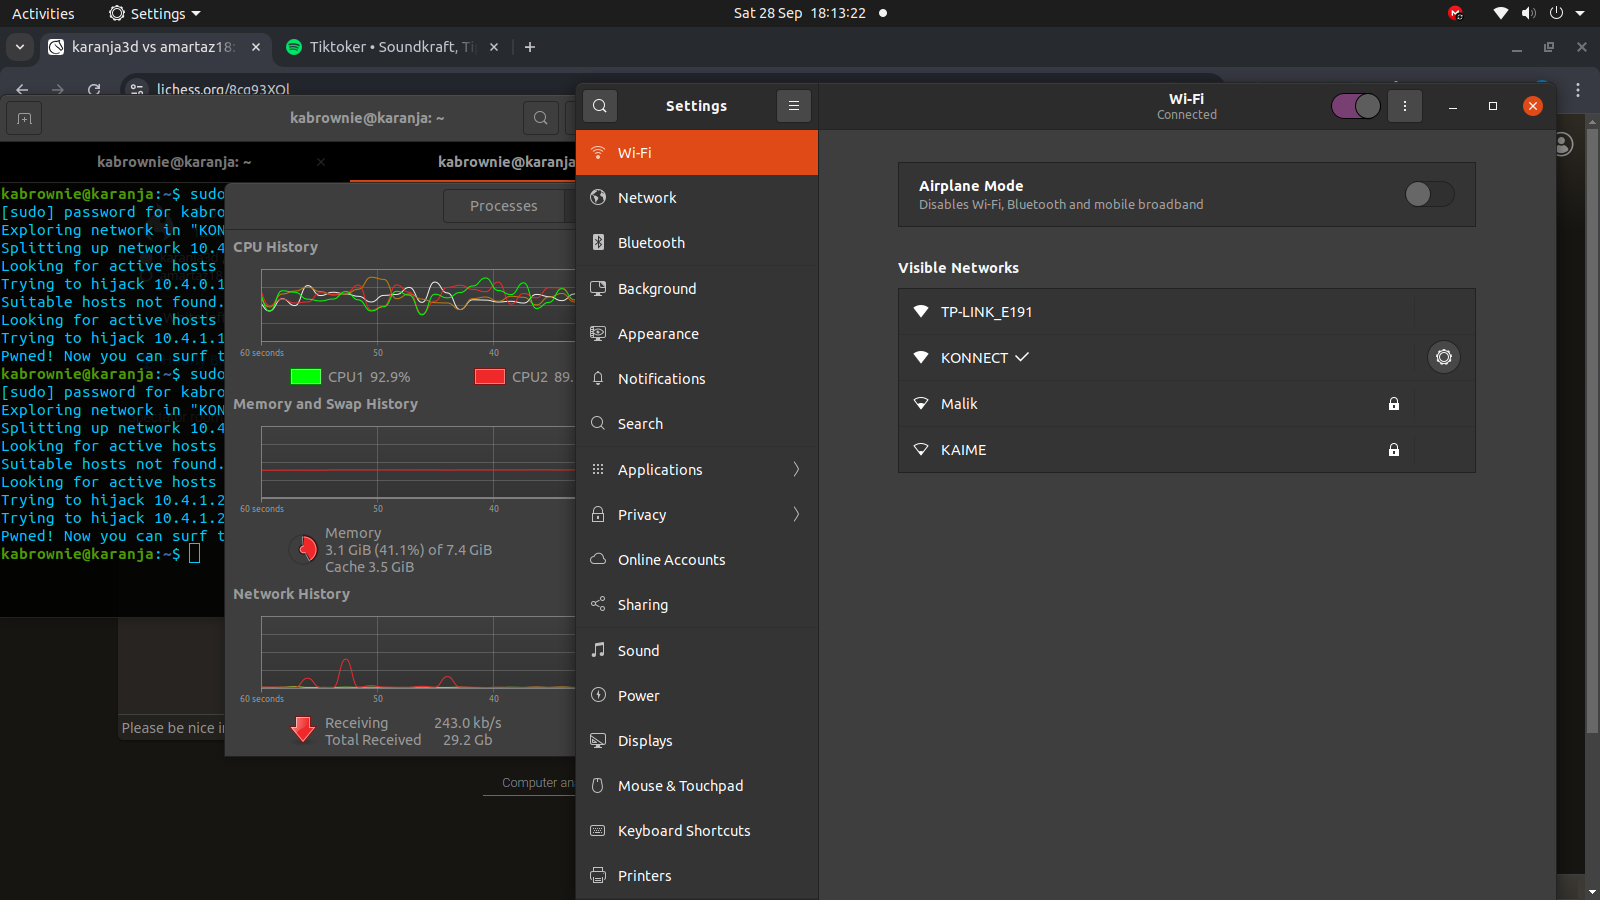 Activities
Settings
Sat 28 Sep 18:13:22
karanja3d vs amartaz18
Tiktoker • Soundkraft,
lichess.org/8cg93XQl
kabrownie@karanja: ~
kabrownie@karanja: ~
kabrownie@karanja:
kabrownie@karanja:~$ sudo
[sudo] password for kabro
Exploring network in "KON
Splitting up network 10.4
Looking for active hosts
Trying to hijack 10.4.0.1
Suitable hosts not found.
Looking for active hosts
Trying to hijack 10.4.1.1
Pwned! Now you can surf t
kabrownie@karanja:~$ sudo
[sudo] password for kabro
Exploring network in "KON
Splitting up network 10.4
Looking for active hosts
Suitable hosts not found.
Looking for active hosts
Trying to hijack 10.4.1.2
Trying to hijack 10.4.1.2
Pwned! Now you can surf t
kabrownie@karanja:~$
Please be nice in
Computer an
Processes
CPU History
60 seconds 50 40
CPU1 92.9% CPU2 89.
Memory and Swap History
60 seconds 50 40
Memory
3.1 GiB (41.1%) of 7.4 GiB
Cache 3.5 GiB
Network History
60 seconds 50 40
Receiving 243.0 kb/s
Total Received 29.2 Gb
Settings
Wi-Fi
Network
Bluetooth
Background
Appearance
Notifications
Search
Applications
Privacy
Online Accounts
Sharing
Sound
Power
Displays
Mouse & Touchpad
Keyboard Shortcuts
Printers
Wi-Fi
Connected
Airplane Mode
Disables Wi-Fi, Bluetooth and mobile broadband
Visible Networks
TP-LINK_E191
KONNECT
Malik
KAIME